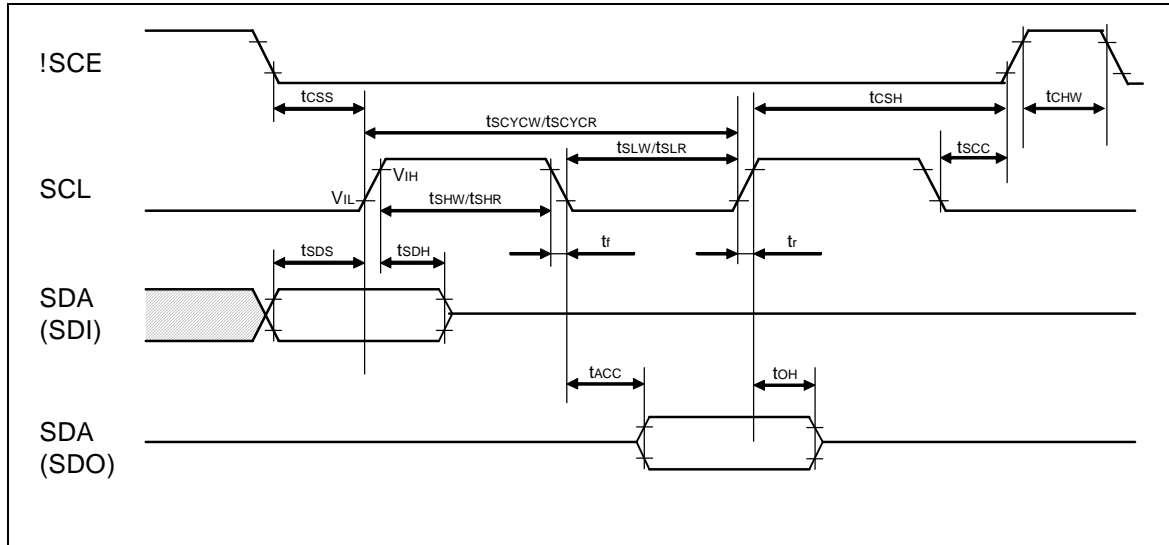 !SCE
tCSS
tCSH
tCHW
tSCYCW/tSCYCR
tSLW/tSLR
tSCC
SCL
VIL
VIH
tSHW/tSHR
tf
tr
tSDS
tSDH
SDA
(SDI)
tACC
tOH
SDA
(SDO)